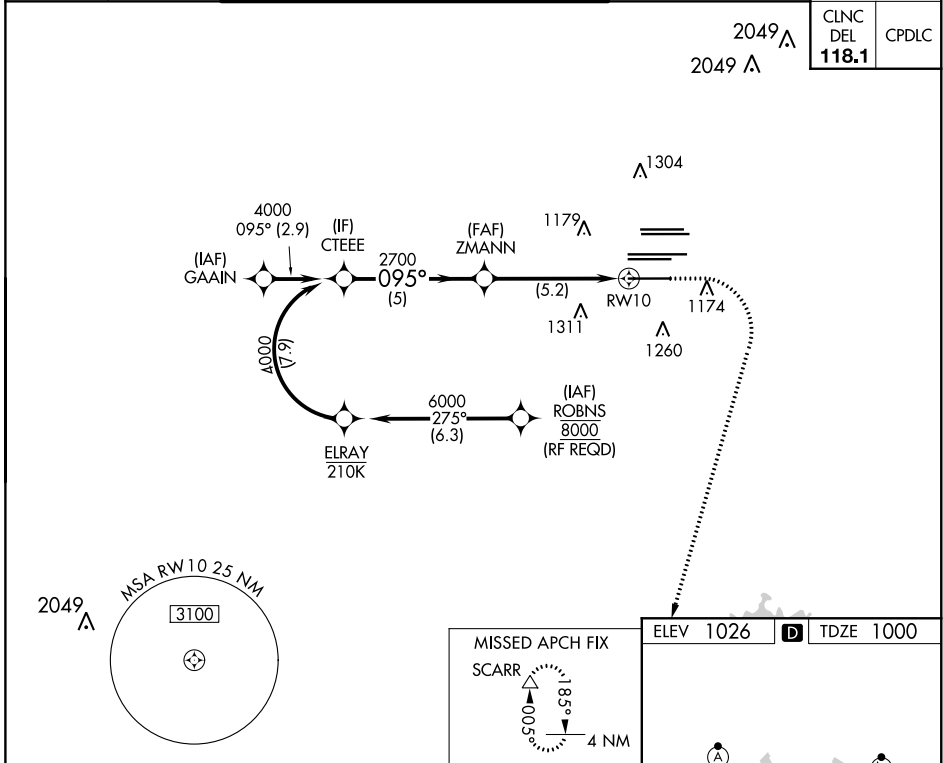 CLNC
DEL
118.1
CPDLC
2049
2049
1304
4000
095° (2.9)
(IF)
CTEEE
(FAF)
ZMANN
1179
(IAF)
GAAIN
2700
095°
(5)
(5.2)
RW10
1174
1311
1260
4000
(7.9)
6000
275°
(6.3)
(IAF)
ROBNS
8000
(RF REQD)
ELRAY
210K
MSA RW10 25 NM
3100
2049
MISSED APCH FIX
SCARR
185°
005°
4 NM
ELEV 1026
D
TDZE 1000
A